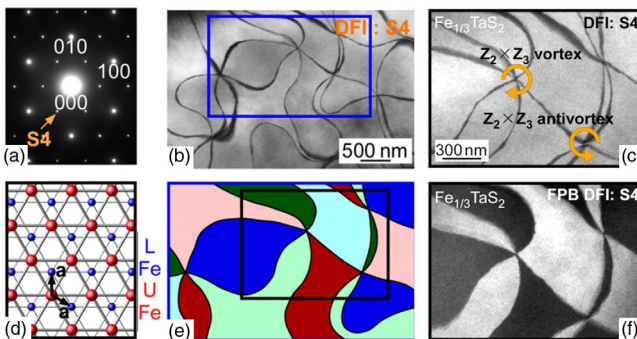 010
100
000
S4
(a)
DFI : S4
500 nm
(b)
Fe1/3TaS2
DFI: S4
Z2 × Z3 vortex
Z2 × Z3 antivortex
300 nm
(c)
a
a
(d)
L
Fe
U
Fe
(e)
Fe1/3TaS2
FPB DFI: S4
(f)